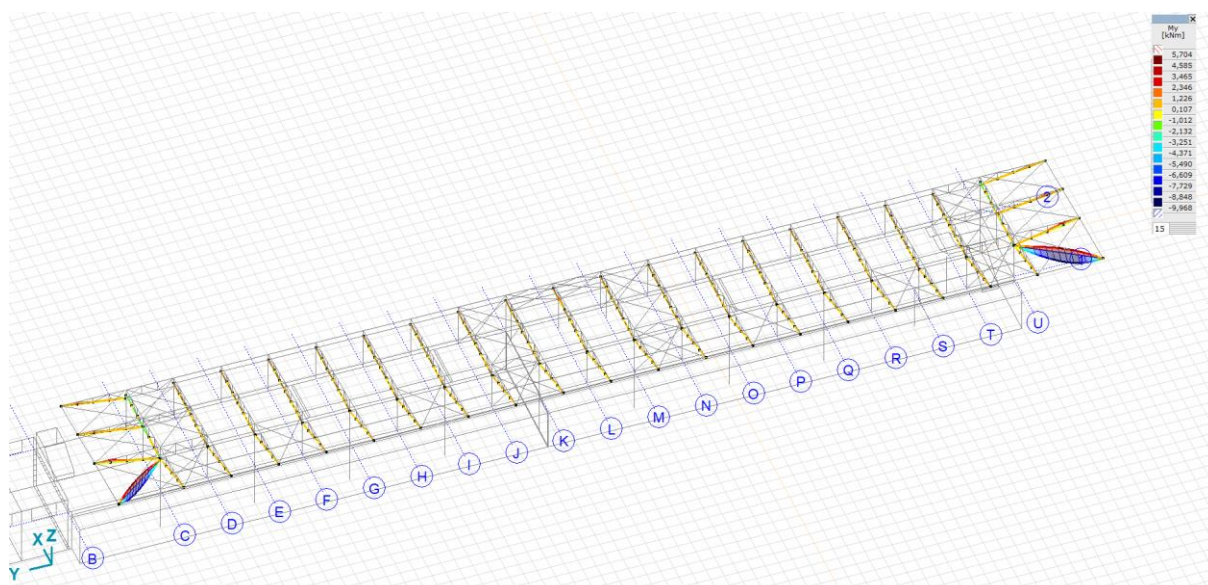 My
[kNm]
5,704
4,585
3,465
2,346
1,226
0,107
-1,012
-2,132
-3,251
-4,371
-5,490
-6,609
-7,729
-8,848
-9,968
15
2
U
T
S
R
Q
P
O
N
M
L
K
J
I
H
G
F
E
D
C
B
X Z
Y